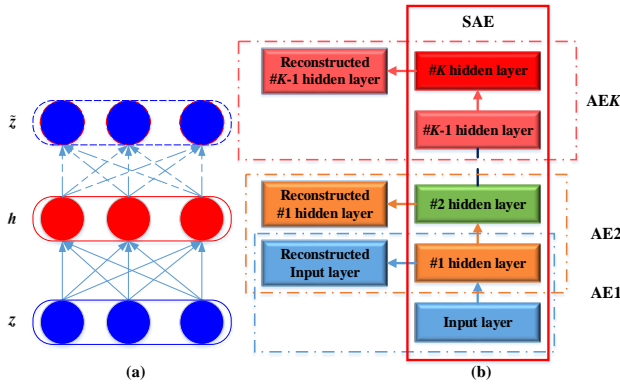 SAE
Reconstructed
#K-1 hidden layer
#K hidden layer
AEK
#K-1 hidden layer
z̃
h
z
Reconstructed
#1 hidden layer
#2 hidden layer
AE2
Reconstructed
Input layer
#1 hidden layer
AE1
Input layer
(a)
(b)